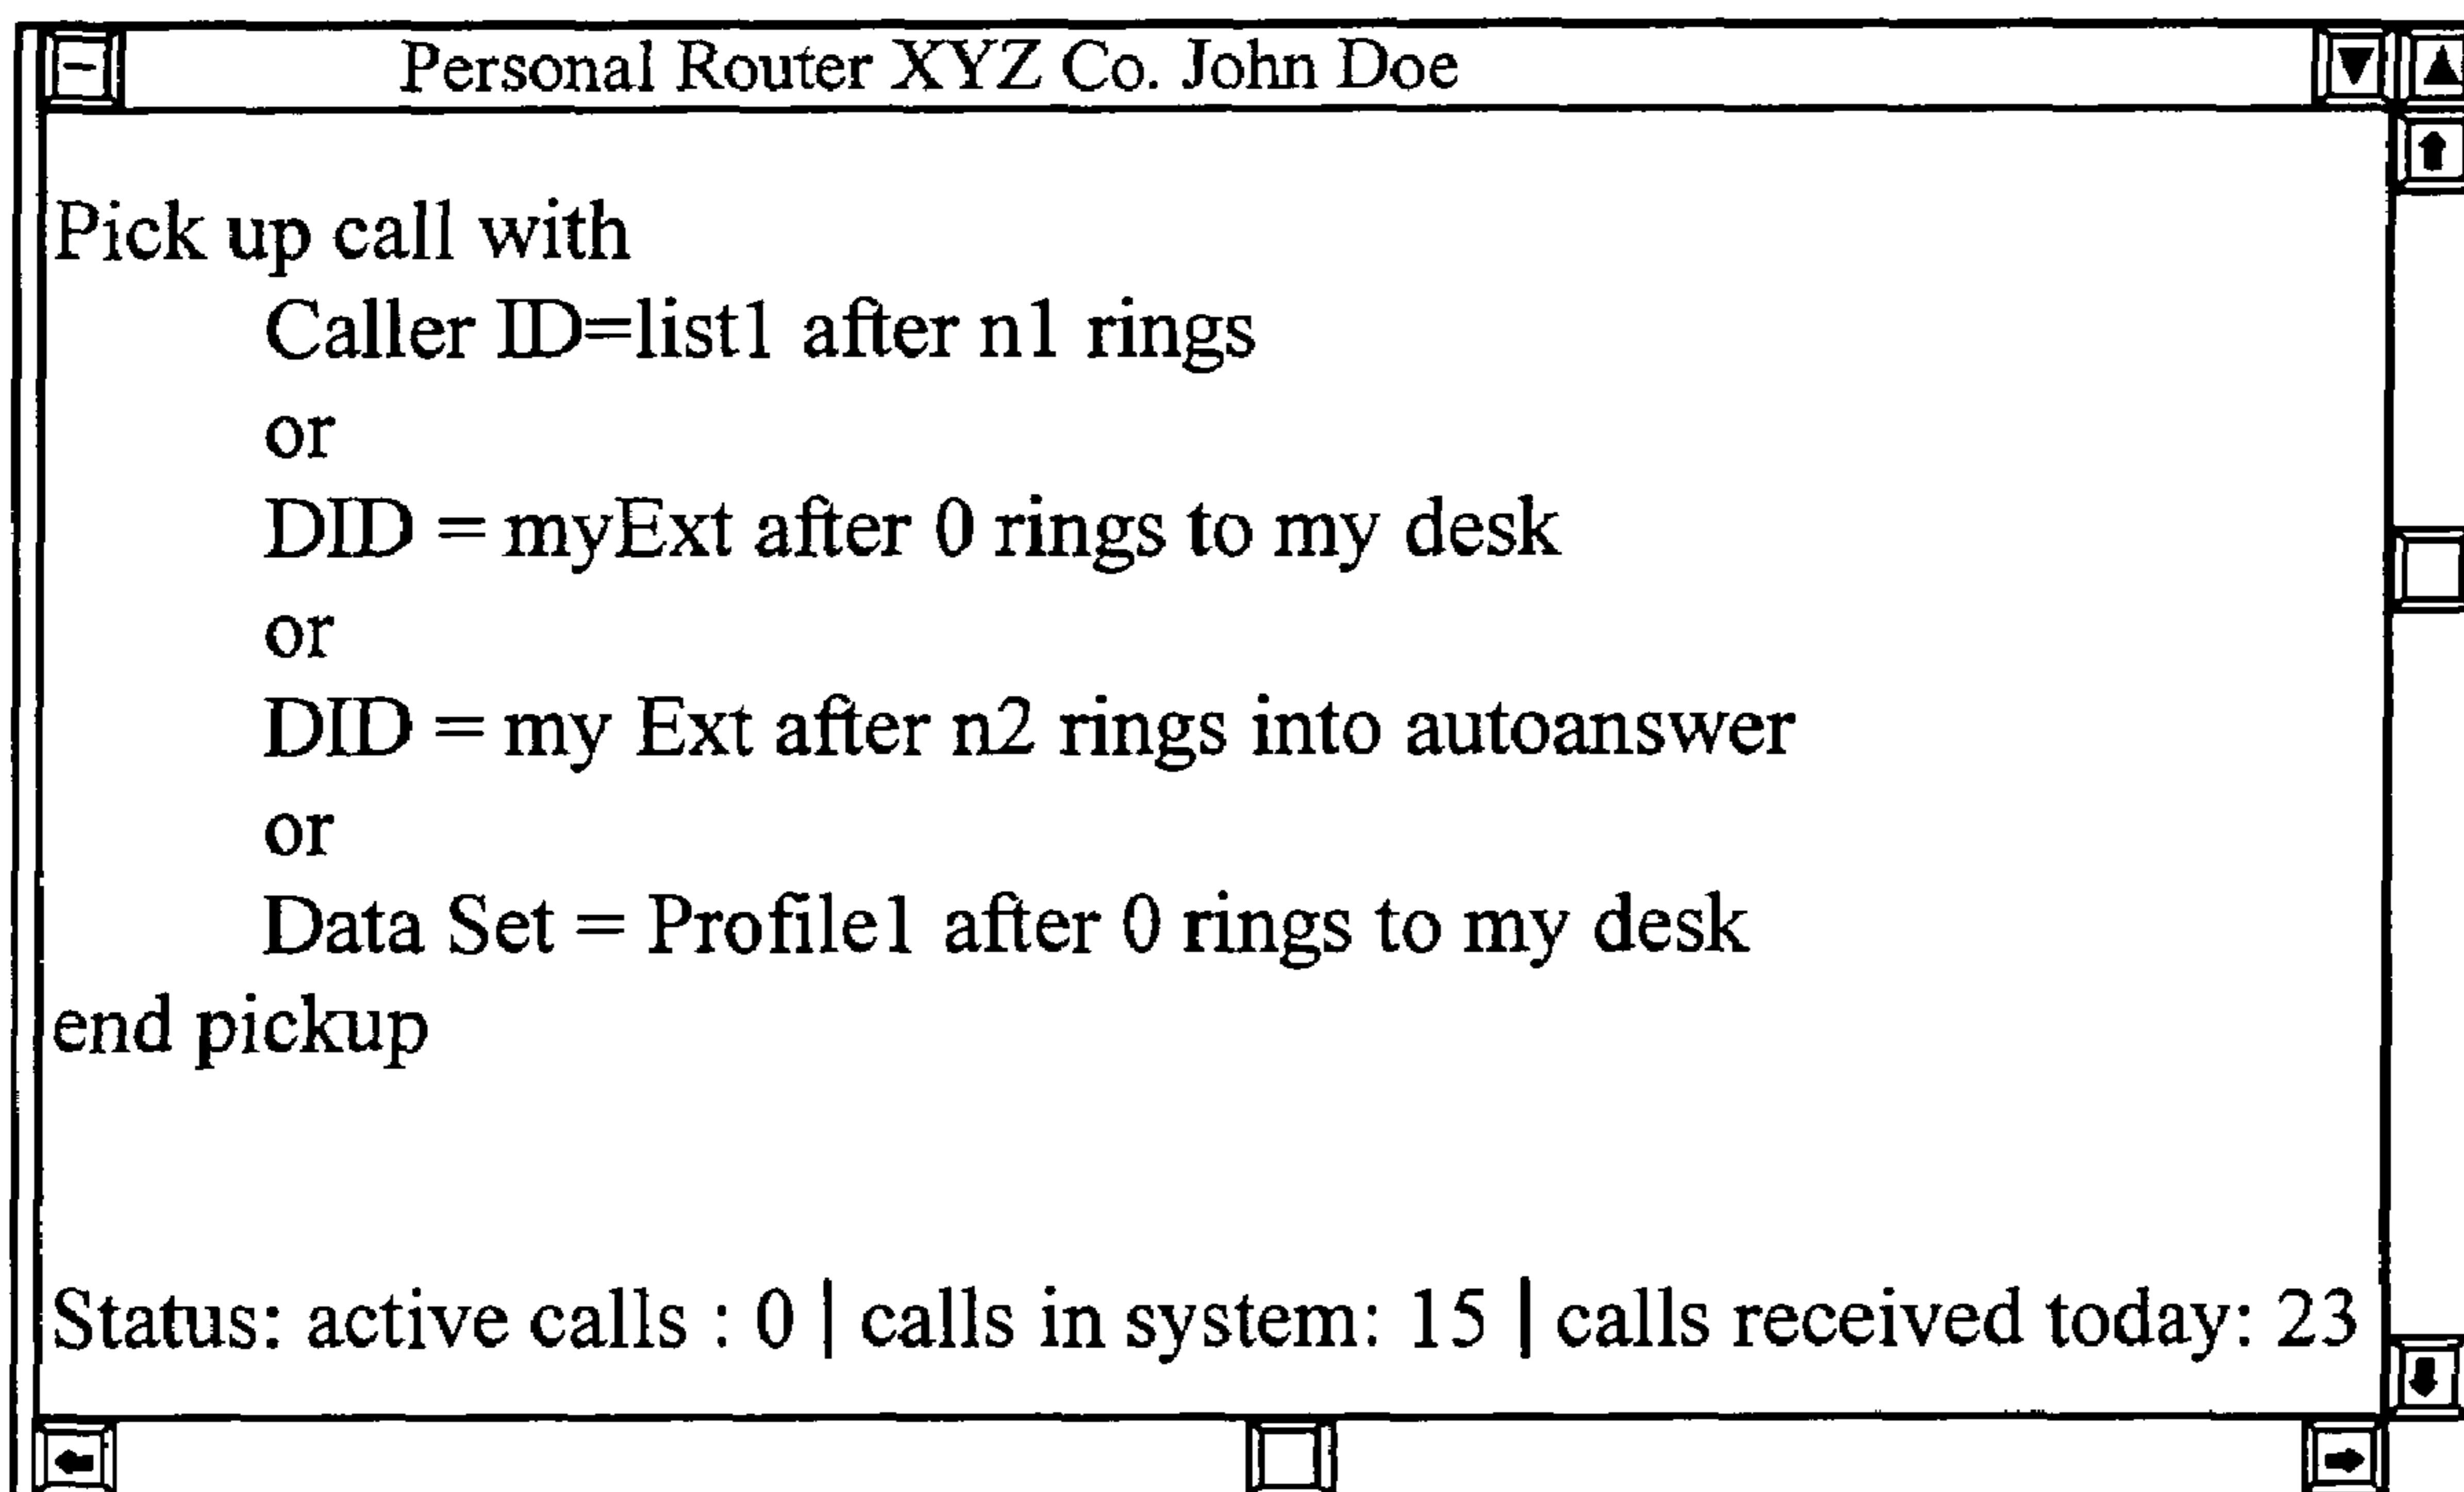 Personal Router XYZ Co. John Doe
Pick up call with
Caller ID=list1 after n1 rings
or
DID = myExt after 0 rings to my desk
or
DID = my Ext after n2 rings into autoanswer
or
Data Set = Profile1 after 0 rings to my desk
end pickup
Status: active calls : 0 | calls in system: 15 | calls received today: 23